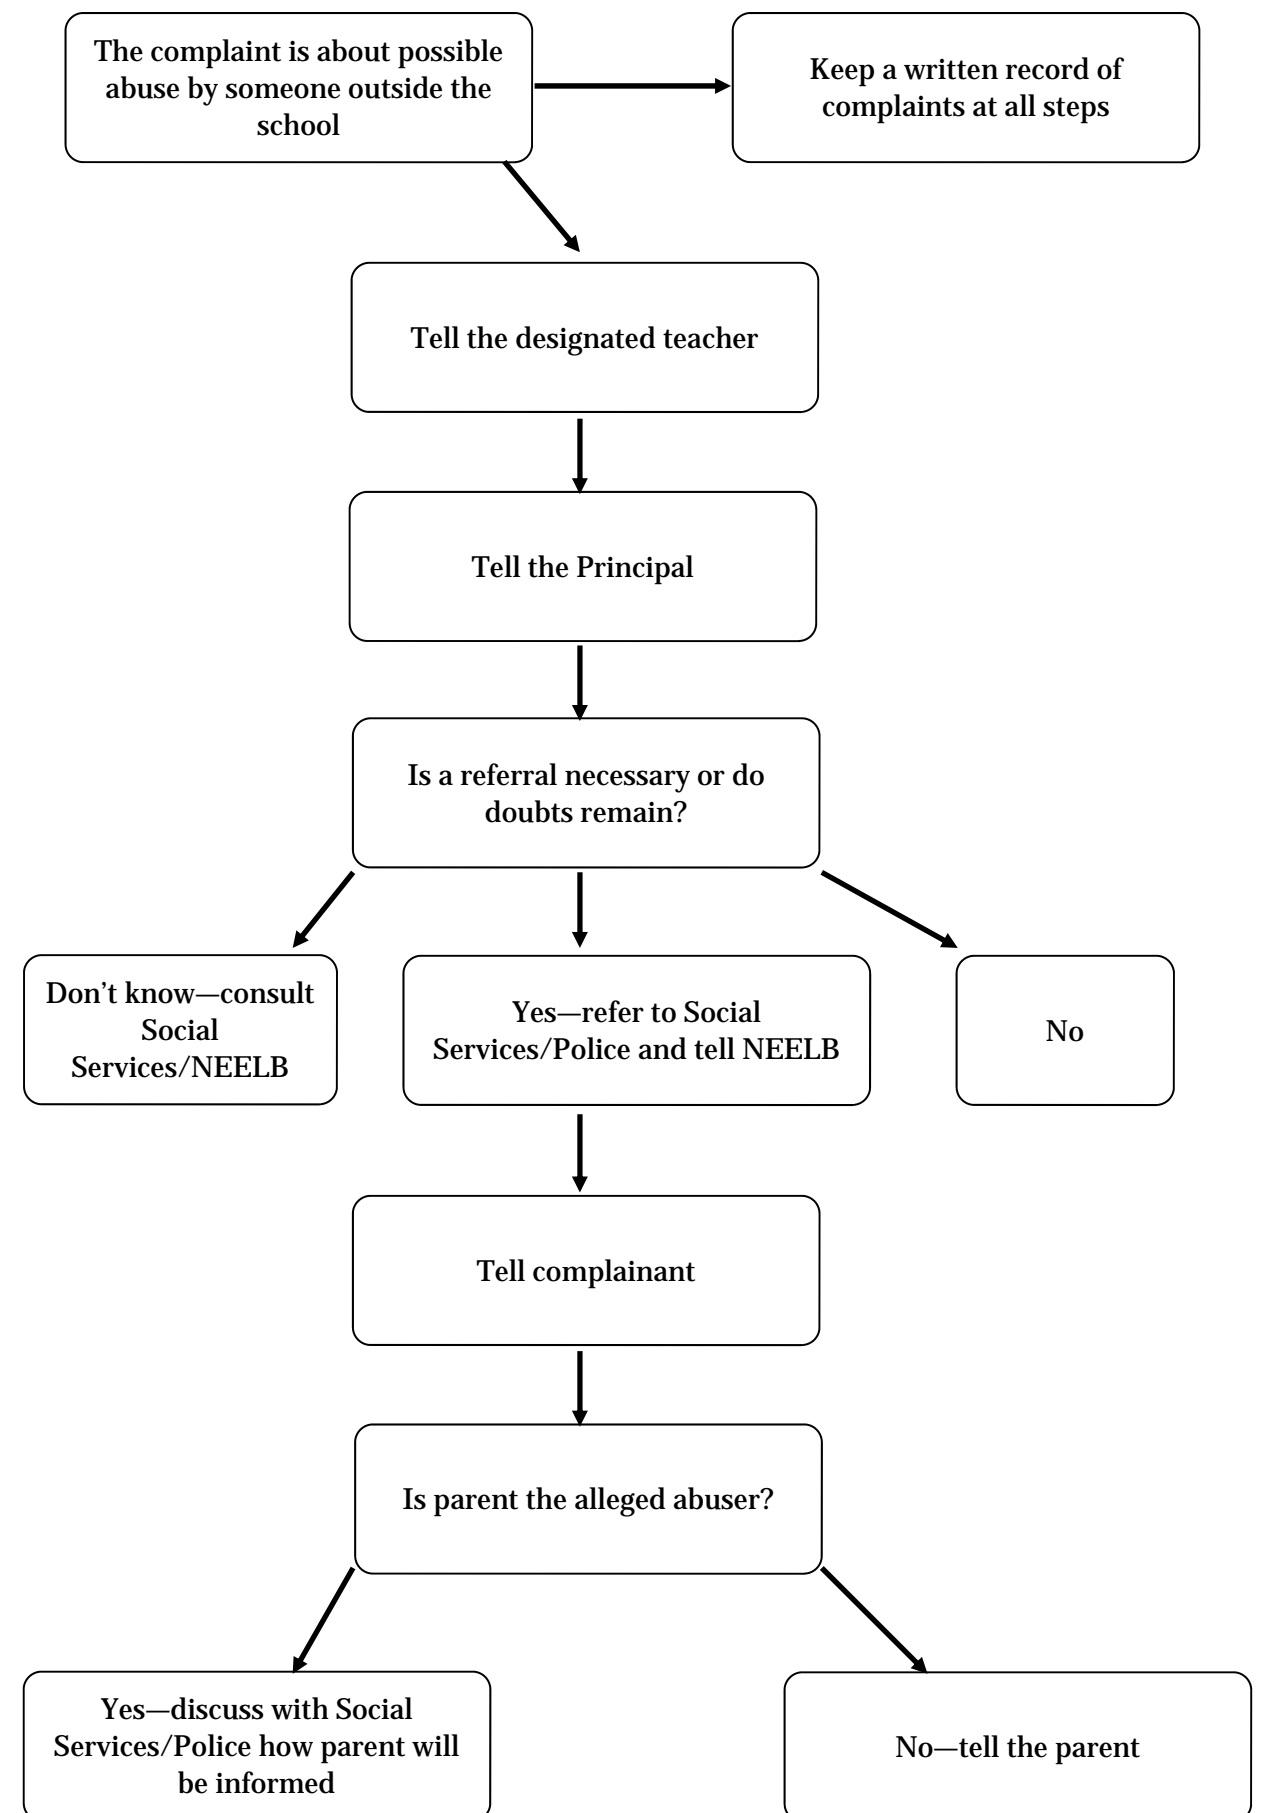 The complaint is about possible
abuse by someone outside the
school
Keep a written record of
complaints at all steps
Tell the designated teacher
Tell the Principal
Is a referral necessary or do
doubts remain?
Don't know—consult
Social
Services/NEELB
Yes—refer to Social
Services/Police and tell NEELB
No
Tell complainant
Is parent the alleged abuser?
Yes—discuss with Social
Services/Police how parent will
be informed
No—tell the parent